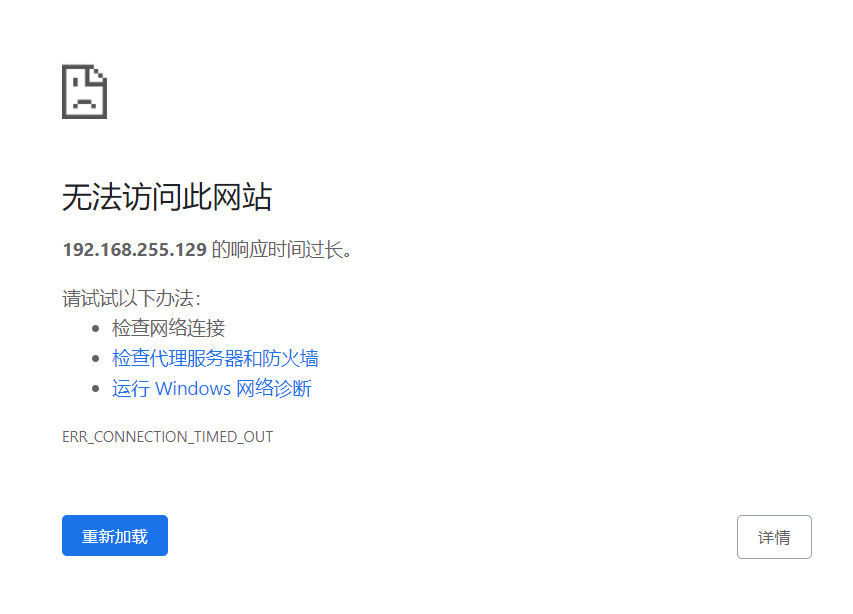 无法访问此网站
192.168.255.129 的响应时间过长。
请试试以下办法：
检查网络连接
检查代理服务器和防火墙
运行 Windows 网络诊断
ERR_CONNECTION_TIMED_OUT
重新加载
详情